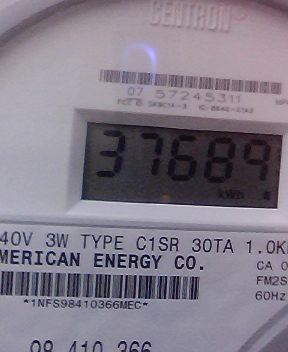 CENTRON
07 57245311
37689
kWh
40V 3W TYPE C1SR 30TA 1.0K
MERICAN ENERGY CO.
CA 0
FM2S
*1NFS98410366MEC*
60Hz
98 410 366